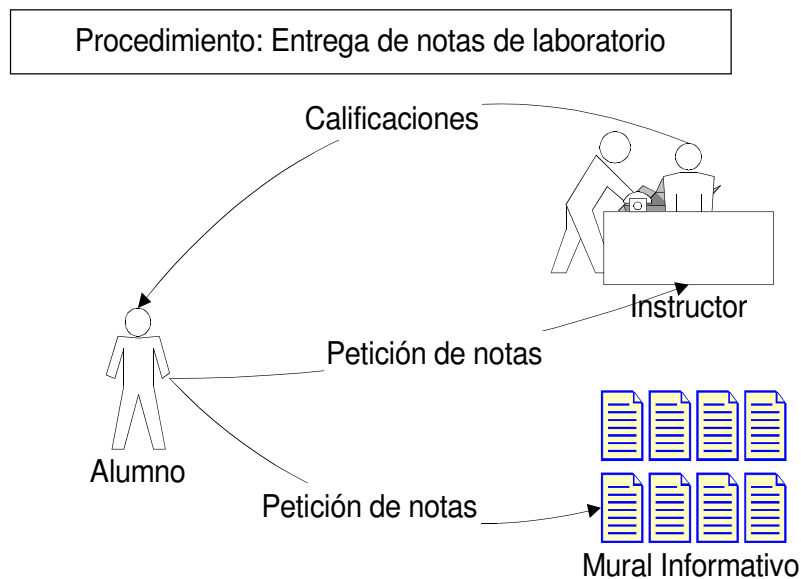 Procedimiento: Entrega de notas de laboratorio
Calificaciones
Instructor
Petición de notas
Alumno
Petición de notas
Mural Informativo